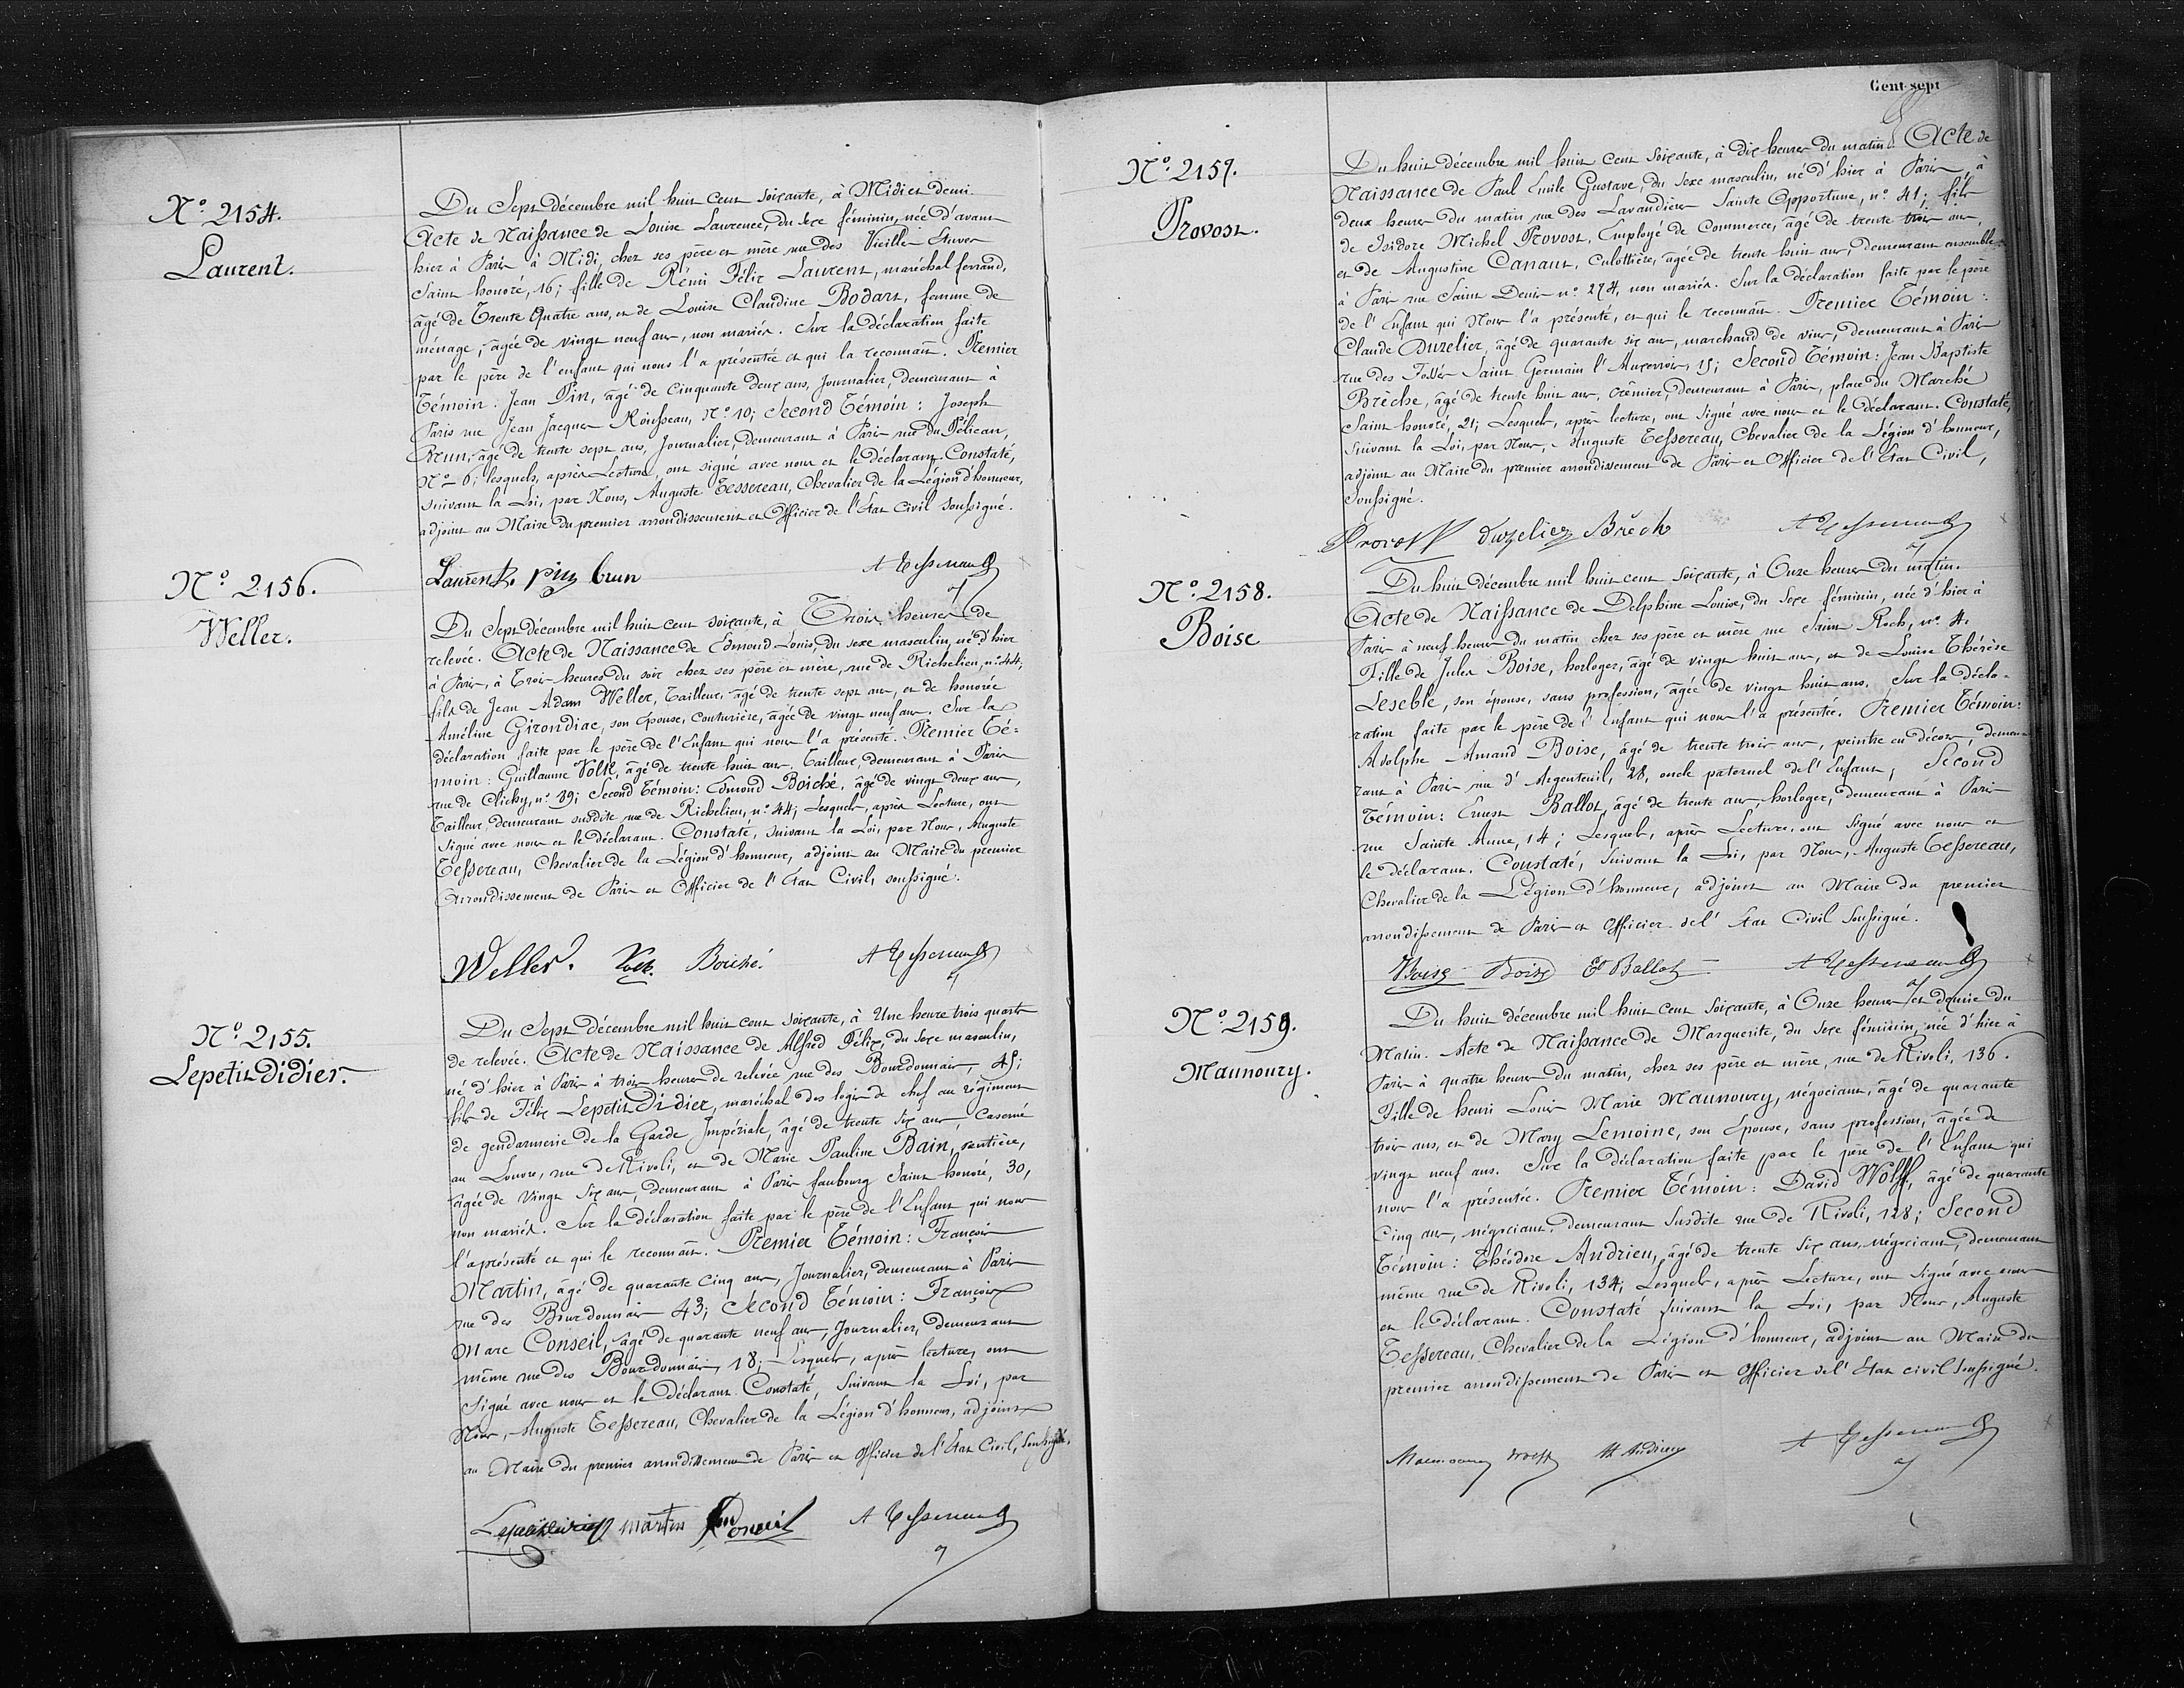 N° 2154.
Laurent.
Du Sept décembre mil huit cent soixante, à Midi et demi
Acte de Naissance de Louise Laurence, du sexe féminin, née d'avant
hier à Paris à Midi, chez ses père et mère rue des Vieilles Etuves
Saint honoré, 16; fille de Rémi Félix Laurent, maréchal ferrand,
âgé de Trente Quatre ans, et de Louise Claudine Bodart, femme de
ménage, âgée de vingt neuf ans, non mariés. Sur la déclaration faite
par le père de l'enfant qui nous l'a présentée et qui la reconnait. Premier
Témoin: Jean Pin, âgé de Cinquante deux ans, Journalier, demeurant à
Paris rue Jean Jacques Rousseau, N° 10; Second Témoin: Joseph
Brun, âgé de trente sept ans, Journalier, demeurant à Paris rue du Pélican,
N° 6; lesquels, après Lecture, ont signé avec nous et le déclarant. Constaté,
suivant la Loi, par Nous, Auguste Tessereau, Chevalier de la Légion d'honneur,
adjoint au Maire du premier arrondissement et Officier de l'Etat Civil soussigné.
Laurent. pin brun A Tessereau
N° 2156.
Weller.
Du Sept décembre mil huit cent soixante, à Trois heures de
relevée. Acte de Naissance de Edmond Louis, du sexe masculin, né d'hier
à Paris, à Trois heures du soir chez ses père et mère, rue de Richelieu, n° 44;
fils de Jean Adam Weller, Tailleur, âgé de trente sept ans, et de honorée
Améline Girondiac, son épouse, couturière, âgée de vingt neuf ans. Sur la
déclaration faite par le père de l'Enfant qui nous l'a présenté. Premier Té=
moin: Guillaume Volk, âgé de trente huit ans, Tailleur, demeurant à Paris
rue de Clichy, n° 39; Second Témoin: Edmond Boiché, âgé de vingt deux ans,
Tailleur, demeurant susdite rue de Richelieu, n° 44; Lesquels, après Lecture, ont
Signé avec nous et le déclarant. Constaté, suivant la Loi, par Nous, Auguste
Tessereau, Chevalier de la Légion d'honneur, adjoint au Maire du premier
Arrondissement de Paris et Officier de l'Etat Civil, soussigné.
Weller. Volk. Boiché. A Tessereau
N° 2155.
Lepetit Didier.
Du Sept décembre mil huit cent soixante, à Une heure trois quarts
de relevée. Acte de Naissance de Alfred Félix, du sexe masculin,
né d'hier à Paris à trois heures de relevée rue des Bourdonnais, 45;
fils de Félix Lepetit Didier, maréchal des logis de chef au régiment
de gendarmerie de la Garde Impériale, âgé de trente six ans, Caserné
au Louvre, rue de Rivoli, et de Marie Pauline Bain, rentière,
âgée de Vingt Six ans, demeurant à Paris faubourg Saint honoré, 30,
non mariés. Sur la déclaration faite par le père de l'Enfant qui nous
l'a présenté et qui le reconnait. Premier Témoin: François
Martin, âgé de quarante cinq ans, Journalier, demeurant à Paris
rue des Bourdonnais 43; Second Témoin: François
Marc Conseil, âgé de quarante neuf ans, Journalier, demeurant
même rue des Bourdonnais, 18; Lesquels, après lecture, ont
Signé avec nous et le déclarant. Constaté, Suivant la Loi, par
Nous, Auguste Tessereau, Chevalier de la Légion d'honneur, adjoint
au Maire du premier arrondissement de Paris et Officier de l'Etat Civil, soussigné.
Lepetitdidier martin Conseil A Tessereau
Cent-sept
N° 2157.
Provost.
Du huit décembre mil huit cent Soixante, à dix heures du matin. Acte de
Naissance de Paul Emile Gustave, du sexe masculin, né d'hier à Paris, à
deux heures du matin rue des Lavandières Sainte Opportune, n° 41; fils
de Isidore Michel Provost, Employé de Commerce, âgé de trente trois ans,
et de Augustine Canaut, Culottière, âgée de trente huit ans, Demeurant ensemble
à Paris rue Saint Denis n° 274, non mariés. Sur la déclaration faite par le père
de l'Enfant qui Nous l'a présenté, et qui le reconnait. Premier Témoin:
Claude Duzelier, âgé de quarante six ans, marchand de vins, Demeurant à Paris
rue des Fossés Saint Germain l'Auxerrois, 15; Second Témoin: Jean Baptiste
Brèche, âgé de trente huit ans, Crêmier, Demeurant à Paris, place du Marché
Saint honoré, 21; Lesquels, après lecture, ont Signé avec nous et le déclarant. Constaté,
Suivant la Loi, par Nous, Auguste Tessereau, Chevalier de la Légion d'honneur,
adjoint au Maire du premier arrondissement de Paris et Officier de l'Etat Civil,
Soussigné.
Provost Duzelier Brèch A Tessereau
N° 2158.
Boise
Du huit décembre mil huit cent Soixante, à Onze heures du matin.
Acte de Naissance de Delphine Louise, du Sexe féminin, née d'hier à
Paris à neuf heures du matin chez ses père et mère rue Saint Roch, n° 4.
Fille de Jules Boise, horloger, âgé de vingt huit ans, et de Louise Thérèse
Leseble, son épouse, sans profession, âgée de vingt huit ans. Sur la décla-
ration faite par le père de l'Enfant qui nous l'a présentée. Premier Témoin:
Adolphe Amand Boise, âgé de trente trois ans, peintre en décors, demeu-
rant à Paris rue d'Argenteuil, 28, oncle paternel de l'Enfant; Second
Témoin: Ernest Ballot, âgé de trente ans, horloger, demeurant à Paris
rue Sainte Anne, 14; Lesquels, après Lecture, ont Signé avec nous et
le déclarant. Constaté, Suivant la Loi, par Nous, Auguste Tessereau,
Chevalier de la Légion d'honneur, adjoint au Maire du premier
arrondissement de Paris et Officier de l'Etat Civil Soussigné.
Boise Boise Et Ballot A Tessereau
N° 2159.
Maunoury.
Du huit décembre mil huit cent Soixante, à Onze heures et demie du
Matin. Acte de Naissance de Marguerite, du Sexe féminin, née d'hier à
Paris à quatre heures du matin, chez ses père et mère, rue de Rivoli, 136.
Fille de henri Louis Marie Maunoury, négociant, âgé de quarante
trois ans, et de Mary Lemoine, son Epouse, sans profession, âgée de
vingt neuf ans. Sur la déclaration faite par le père de l'Enfant qui
nous l'a présentée. Premier Témoin: David Wolff, âgé de quarante
Cinq ans, négociant, demeurant Susdite rue de Rivoli, 128; Second
Témoin: Théodore Andrieu, âgé de trente Six ans, négociant, demeurant
même rue de Rivoli, 134; Lesquels, après Lecture, ont signé avec nous
et le déclarant. Constaté Suivant la Loi, par Nous, Auguste
Tessereau, Chevalier de la Légion d'honneur, adjoint au Maire du
premier arrondissement de Paris et Officier de l'Etat civil soussigné.
Maunoury Wolff Th Andrieu A Tessereau